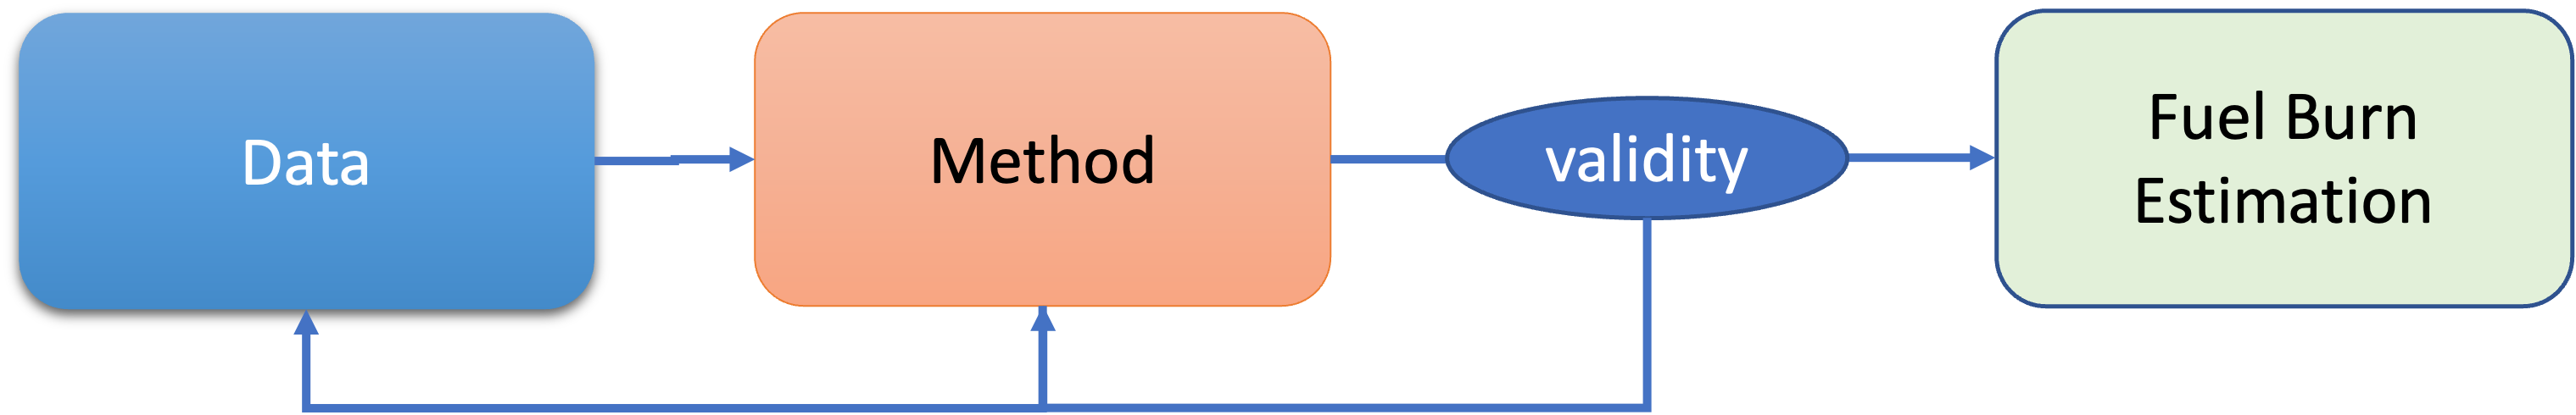 Data
Method
validity
Fuel Burn
Estimation